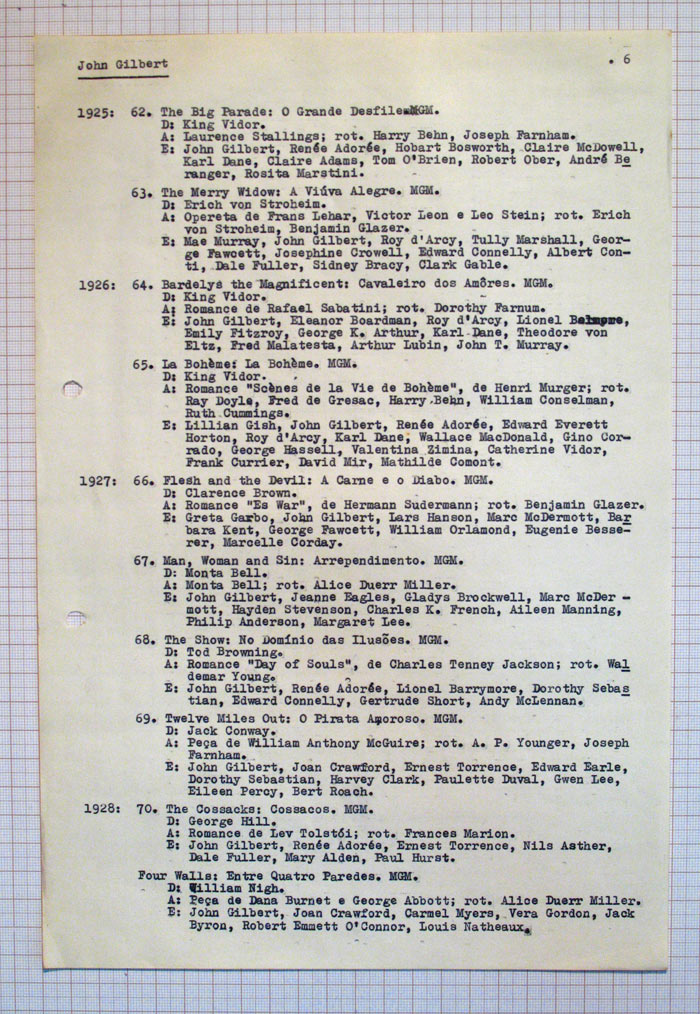 John Gilbert
. 6
1925: 62. The Big Parade: O Grande Desfile. MGM.
D: King Vidor.
A: Laurence Stallings; rot. Harry Behn, Joseph Farnham.
E: John Gilbert, Renée Adorée, Hobart Bosworth, Claire McDowell,
Karl Dane, Claire Adams, Tom O'Brien, Robert Ober, André Be
ranger, Rosita Marstini.
63. The Merry Widow: A Viúva Alegre. MGM.
D: Erich von Stroheim.
A: Opereta de Frans Lehar, Victor Leon e Leo Stein; rot. Erich
von Stroheim, Benjamin Glazer.
E: Mae Murray, John Gilbert, Roy d'Arcy, Tully Marshall, Geor-
ge Fawcett, Josephine Crowell, Edward Connelly, Albert Con-
ti, Dale Fuller, Sidney Bracy, Clark Gable.
1926: 64. Bardelys the Magnificent: Cavaleiro dos Amôres. MGM.
D: King Vidor.
A: Romance de Rafael Sabatini; rot. Dorothy Farnum.
E: John Gilbert, Eleanor Boardman, Roy d'Arcy, Lionel Belmore,
Emily Fitzroy, George K. Arthur, Karl Dane, Theodore von
Eltz, Fred Malatesta, Arthur Lubin, John T. Murray.
65. La Bohème: La Bohème. MGM.
D: King Vidor.
A: Romance "Scènes de la Vie de Bohème", de Henri Murger; rot.
Ray Doyle, Fred de Gresac, Harry Behn, William Conselman,
Ruth Cummings.
E: Lillian Gish, John Gilbert, Renée Adorée, Edward Everett
Horton, Roy d'Arcy, Karl Dane, Wallace MacDonald, Gino Cor-
rado, George Hassell, Valentina Zimina, Catherine Vidor,
Frank Currier, David Mir, Mathilde Comont.
1927: 66. Flesh and the Devil: A Carne e o Diabo. MGM.
D: Clarence Brown.
A: Romance "Es War", de Hermann Sudermann; rot. Benjamin Glazer.
E: Greta Garbo, John Gilbert, Lars Hanson, Marc McDermott, Bar
bara Kent, George Fawcett, William Orlamond, Eugenie Besse-
rer, Marcelle Corday.
67. Man, Woman and Sin: Arrependimento. MGM.
D: Monta Bell.
A: Monta Bell; rot. Alice Duerr Miller.
E: John Gilbert, Jeanne Eagles, Gladys Brockwell, Marc McDer -
mott, Hayden Stevenson, Charles K. French, Aileen Manning,
Philip Anderson, Margaret Lee.
68. The Show: No Domínio das Ilusões. MGM.
D: Tod Browning.
A: Romance "Day of Souls", de Charles Tenney Jackson; rot. Wal
demar Young.
E: John Gilbert, Renée Adorée, Lionel Barrymore, Dorothy Sebas
tian, Edward Connelly, Gertrude Short, Andy McLennan.
69. Twelve Miles Out: O Pirata Amoroso. MGM.
D: Jack Conway.
A: Peça de William Anthony McGuire; rot. A. P. Younger, Joseph
Farnham.
E: John Gilbert, Joan Crawford, Ernest Torrence, Edward Earle,
Dorothy Sebastian, Harvey Clark, Paulette Duval, Gwen Lee,
Eileen Percy, Bert Roach.
1928: 70. The Cossacks: Cossacos. MGM.
D: George Hill.
A: Romance de Lev Tolstói; rot. Frances Marion.
E: John Gilbert, Renée Adorée, Ernest Torrence, Nils Asther,
Dale Fuller, Mary Alden, Paul Hurst.
Four Walls: Entre Quatro Paredes. MGM.
D: William Nigh.
A: Peça de Dana Burnet e George Abbott; rot. Alice Duerr Miller.
E: John Gilbert, Joan Crawford, Carmel Myers, Vera Gordon, Jack
Byron, Robert Emmett O'Connor, Louis Natheaux.